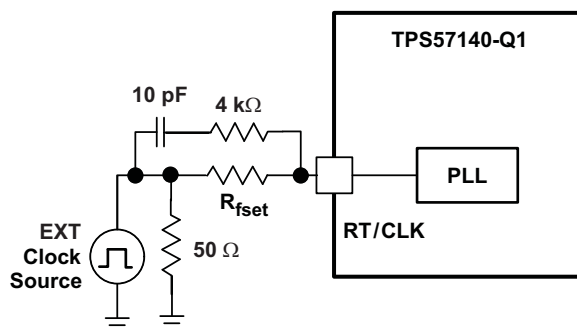 TPS57140-Q1
10 pF
4 kΩ
PLL
Rfset
RT/CLK
EXT
Clock
Source
50 Ω